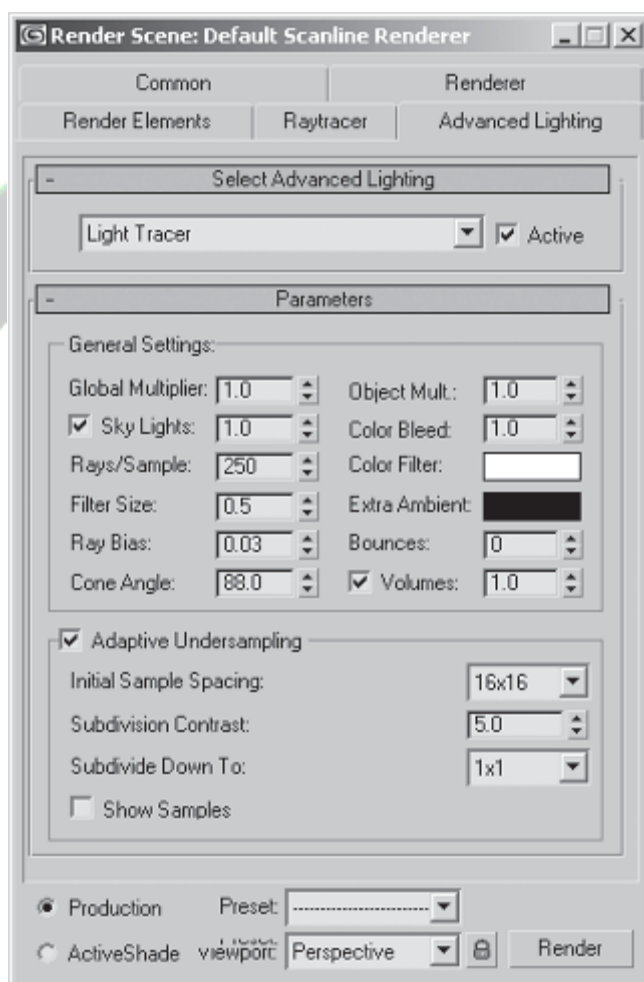 Render Scene: Default Scanline Renderer
Common Renderer
Render Elements Raytracer Advanced Lighting
- Select Advanced Lighting
Light Tracer Active
- Parameters
General Settings:
Global Multiplier: 1.0 Object Mult.: 1.0
Sky Lights: 1.0 Color Bleed: 1.0
Rays/Sample: 250 Color Filter:
Filter Size: 0.5 Extra Ambient:
Ray Bias: 0.03 Bounces: 0
Cone Angle: 88.0 Volumes: 1.0
Adaptive Undersampling
Initial Sample Spacing: 16x16
Subdivision Contrast: 5.0
Subdivide Down To: 1x1
Show Samples
Production Preset: -------------------------
ActiveShade viewport: Perspective Render